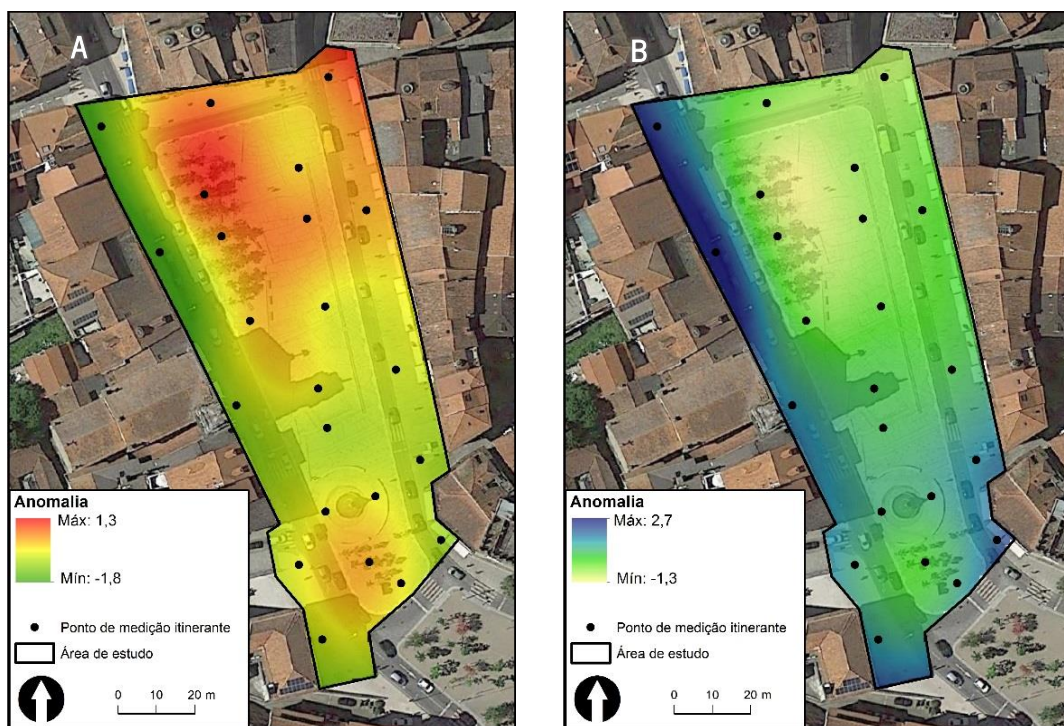 A
Anomalia
Máx: 1,3
Mín: -1,8
Ponto de medição itinerante
Área de estudo
0 10 20 m
B
Anomalia
Máx: 2,7
Mín: -1,3
Ponto de medição itinerante
Área de estudo
0 10 20 m